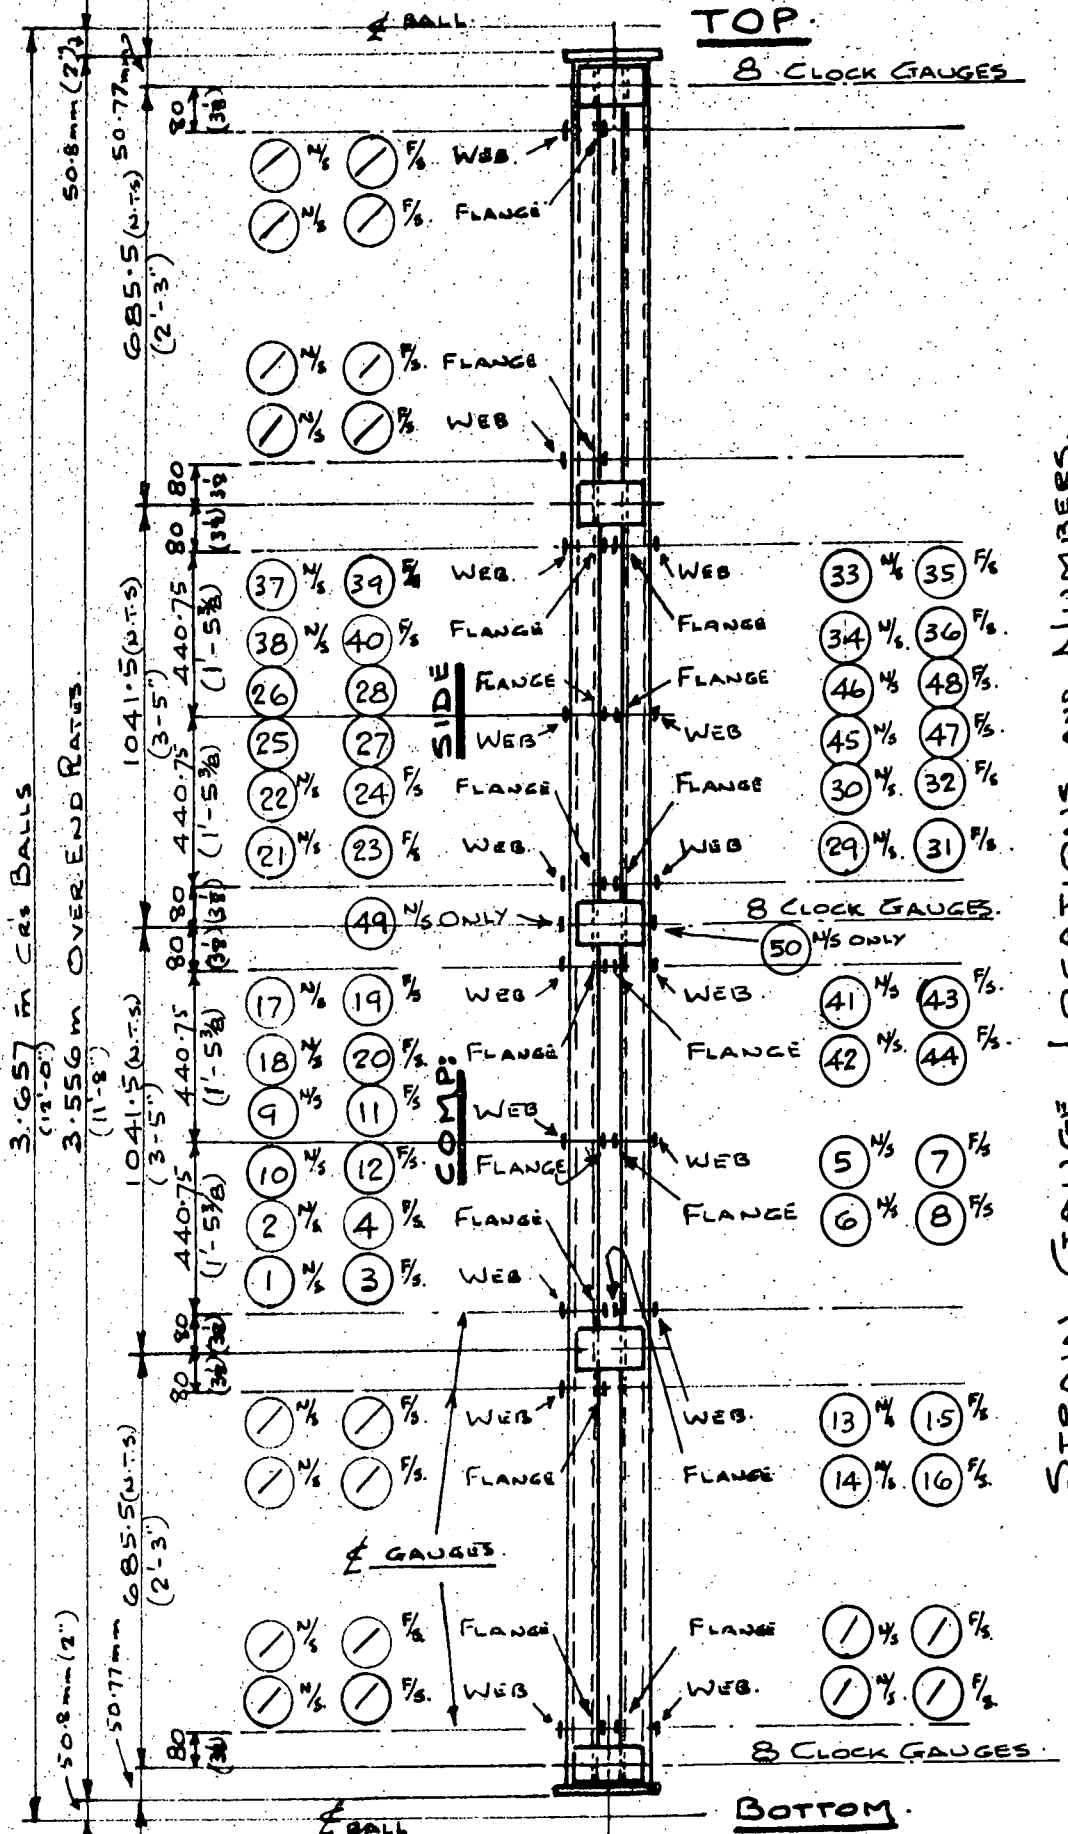 ℄ BALL
TOP.
8 CLOCK GAUGES
50.8mm (2")
50.77mm
80
(3⅛)
N/S F/S WEB.
N/S F/S. FLANGE
685.5 (N.T.S)
(2'-3")
N/S F/S. FLANGE
N/S F/S WEB
80
3⅛
80
(3⅛)
37 N/S 39 F/S WEB.
WEB 33 N/S 35 F/S
38 N/S 40 F/S FLANGE
FLANGE 34 N/S. 36 F/S.
26 28 FLANGE
FLANGE 46 N/S 48 F/S.
SIDE
25 27 WEB
WEB 45 N/S 47 F/S.
22 N/S 24 F/S FLANGE
FLANGE 30 N/S. 32 F/S
21 N/S 23 F/S WEB.
WEB 29 N/S. 31 F/S.
440.75
(1'-5⅜)
440.75
(1'-5⅜)
1041.5 (N.T.S)
(3-5")
80
(3⅛)
80
(3⅛)
49 N/S ONLY
8 CLOCK GAUGES.
50 N/S ONLY
17 N/S 19 F/S WEB
WEB. 41 N/S 43 F/S.
18 N/S 20 F/S. FLANGE
FLANGE 42 N/S. 44 F/S.
9 N/S 11 F/S WEB
COMP:
10 N/S 12 F/S. FLANGE
WEB 5 N/S 7 F/S
2 N/S 4 F/S. FLANGE
FLANGE 6 N/S 8 F/S
1 N/S 3 F/S. WEB
440.75
(1'-5⅜)
440.75
(1'-5⅜)
1041.5 (N.T.S.)
(3-5")
3.657 m CRS BALLS
(12'-0")
3.556 m OVER END PLATES.
(11'-8")
80
(3⅛)
80
(3⅛)
N/S F/S. WEB
WEB. 13 N/S 15 F/S
N/S F/S. FLANGE
FLANGE 14 N/S. 16 F/S.
℄ GAUGES.
685.5 (N.T.S)
(2'-3")
N/S F/S FLANGE
FLANGE N/S F/S.
N/S. F/S. WEB
WEB. N/S. F/S.
50.8mm (2")
50.77mm
80
(3⅛)
8 CLOCK GAUGES.
℄ BALL
BOTTOM.
STRAIN GAUGE LOCATIONS AND NUMBERS.